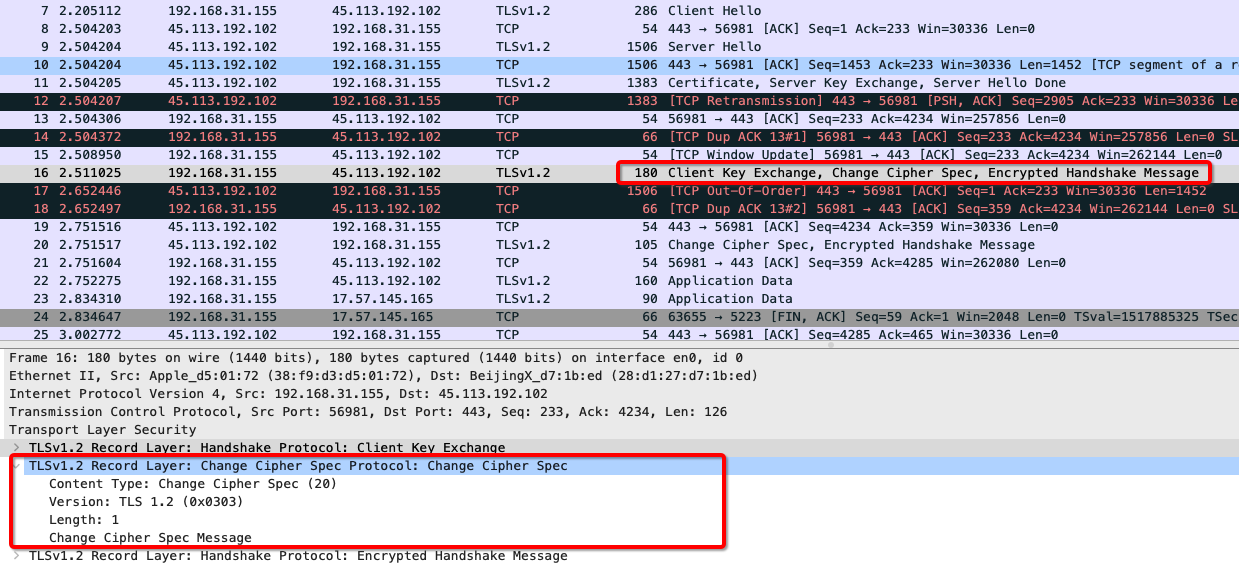 7 2.205112 192.168.31.155 45.113.192.102 TLSv1.2 286 Client Hello
8 2.504203 45.113.192.102 192.168.31.155 TCP 54 443 → 56981 [ACK] Seq=1 Ack=233 Win=30336 Len=0
9 2.504204 45.113.192.102 192.168.31.155 TLSv1.2 1506 Server Hello
10 2.504204 45.113.192.102 192.168.31.155 TCP 1506 443 → 56981 [ACK] Seq=1453 Ack=233 Win=30336 Len=1452 [TCP segment of a r
11 2.504205 45.113.192.102 192.168.31.155 TLSv1.2 1383 Certificate, Server Key Exchange, Server Hello Done
12 2.504207 45.113.192.102 192.168.31.155 TCP 1383 [TCP Retransmission] 443 → 56981 [PSH, ACK] Seq=2905 Ack=233 Win=30336 Le
13 2.504306 192.168.31.155 45.113.192.102 TCP 54 56981 → 443 [ACK] Seq=233 Ack=4234 Win=257856 Len=0
14 2.504372 192.168.31.155 45.113.192.102 TCP 66 [TCP Dup ACK 13#1] 56981 → 443 [ACK] Seq=233 Ack=4234 Win=257856 Len=0 SL
15 2.508950 192.168.31.155 45.113.192.102 TCP 54 [TCP Window Update] 56981 → 443 [ACK] Seq=233 Ack=4234 Win=262144 Len=0
16 2.511025 192.168.31.155 45.113.192.102 TLSv1.2 180 Client Key Exchange, Change Cipher Spec, Encrypted Handshake Message
17 2.652446 45.113.192.102 192.168.31.155 TCP 1506 [TCP Out-Of-Order] 443 → 56981 [ACK] Seq=1 Ack=233 Win=30336 Len=1452
18 2.652497 192.168.31.155 45.113.192.102 TCP 66 [TCP Dup ACK 13#2] 56981 → 443 [ACK] Seq=359 Ack=4234 Win=262144 Len=0 SL
19 2.751516 45.113.192.102 192.168.31.155 TCP 54 443 → 56981 [ACK] Seq=4234 Ack=359 Win=30336 Len=0
20 2.751517 45.113.192.102 192.168.31.155 TLSv1.2 105 Change Cipher Spec, Encrypted Handshake Message
21 2.751604 192.168.31.155 45.113.192.102 TCP 54 56981 → 443 [ACK] Seq=359 Ack=4285 Win=262080 Len=0
22 2.752275 192.168.31.155 45.113.192.102 TLSv1.2 160 Application Data
23 2.834310 192.168.31.155 17.57.145.165 TLSv1.2 90 Application Data
24 2.834647 192.168.31.155 17.57.145.165 TCP 66 63655 → 5223 [FIN, ACK] Seq=59 Ack=1 Win=2048 Len=0 TSval=1517885325 TSec
25 3.002772 45.113.192.102 192.168.31.155 TCP 54 443 → 56981 [ACK] Seq=4285 Ack=465 Win=30336 Len=0
Frame 16: 180 bytes on wire (1440 bits), 180 bytes captured (1440 bits) on interface en0, id 0
Ethernet II, Src: Apple_d5:01:72 (38:f9:d3:d5:01:72), Dst: BeijingX_d7:1b:ed (28:d1:27:d7:1b:ed)
Internet Protocol Version 4, Src: 192.168.31.155, Dst: 45.113.192.102
Transmission Control Protocol, Src Port: 56981, Dst Port: 443, Seq: 233, Ack: 4234, Len: 126
Transport Layer Security
TLSv1.2 Record Layer: Handshake Protocol: Client Key Exchange
TLSv1.2 Record Layer: Change Cipher Spec Protocol: Change Cipher Spec
Content Type: Change Cipher Spec (20)
Version: TLS 1.2 (0x0303)
Length: 1
Change Cipher Spec Message
TLSv1.2 Record Layer: Handshake Protocol: Encrypted Handshake Message